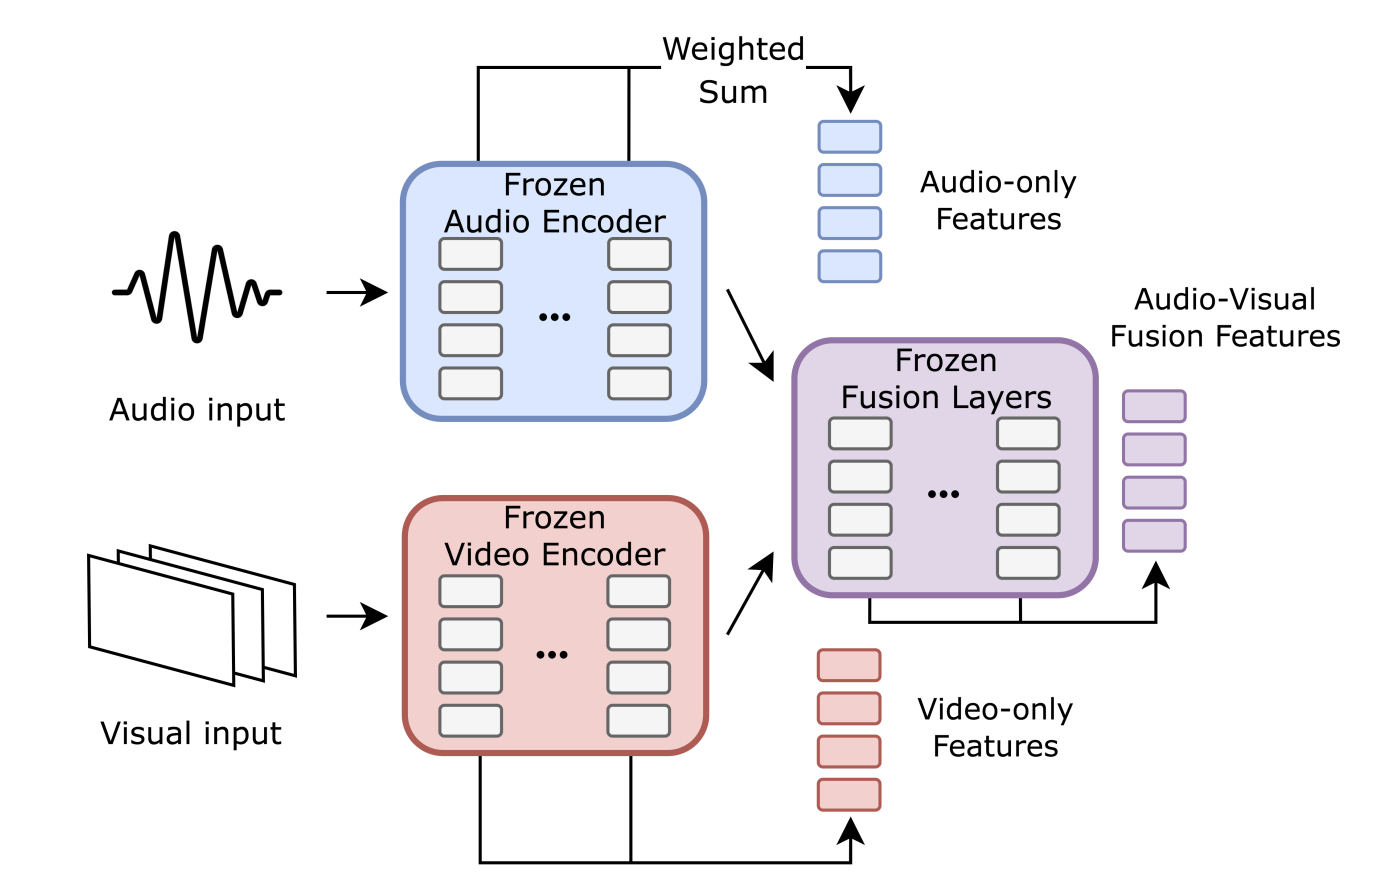 Weighted
Sum
Frozen
Audio Encoder
...
Audio-only
Features
Audio input
Audio-Visual
Fusion Features
Frozen
Fusion Layers
...
Frozen
Video Encoder
...
Visual input
Video-only
Features